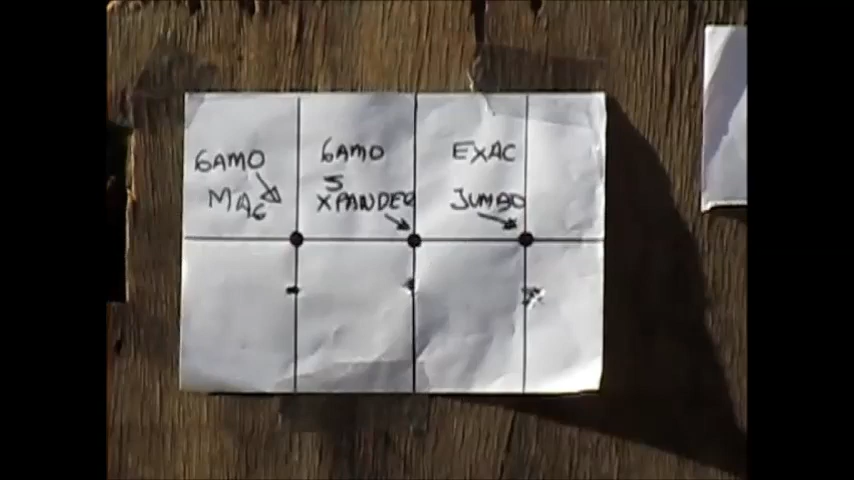 GAMO
MAG
GAMO
S
XPANDER
EXAC
JUMBO